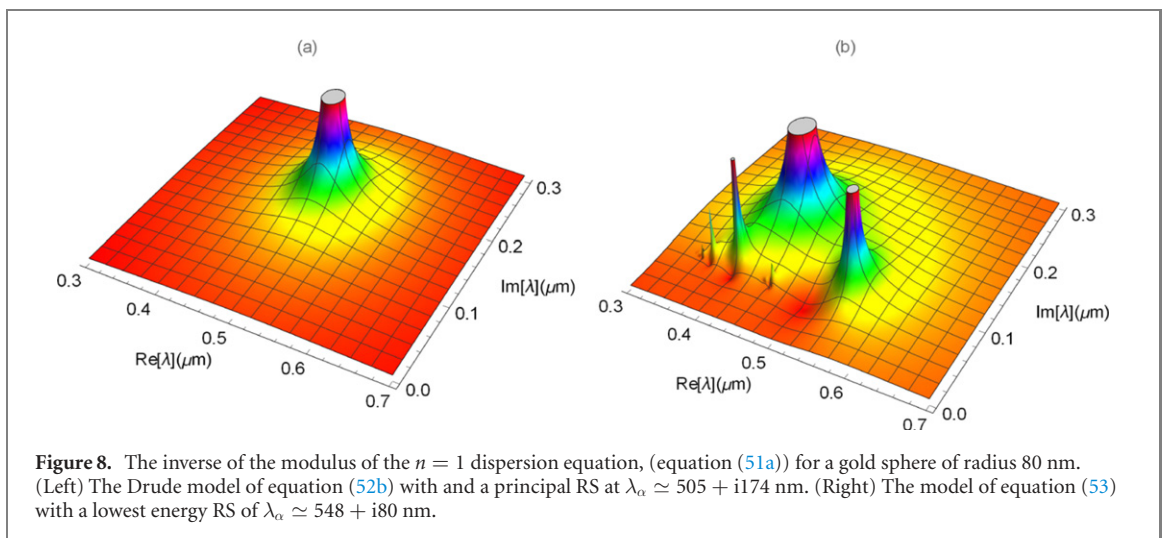 (a)
(b)
0.3
0.2
0.1
0.0
Im[λ](μm)
0.3
0.4
0.5
0.6
0.7
Re[λ](μm)
0.3
0.2
0.1
0.0
Im[λ](μm)
0.3
0.4
0.5
0.6
0.7
Re[λ](μm)
Figure 8. The inverse of the modulus of the n = 1 dispersion equation, (equation (51a)) for a gold sphere of radius 80 nm.
(Left) The Drude model of equation (52b) with and a principal RS at λα ≃ 505 + i174 nm. (Right) The model of equation (53)
with a lowest energy RS of λα ≃ 548 + i80 nm.